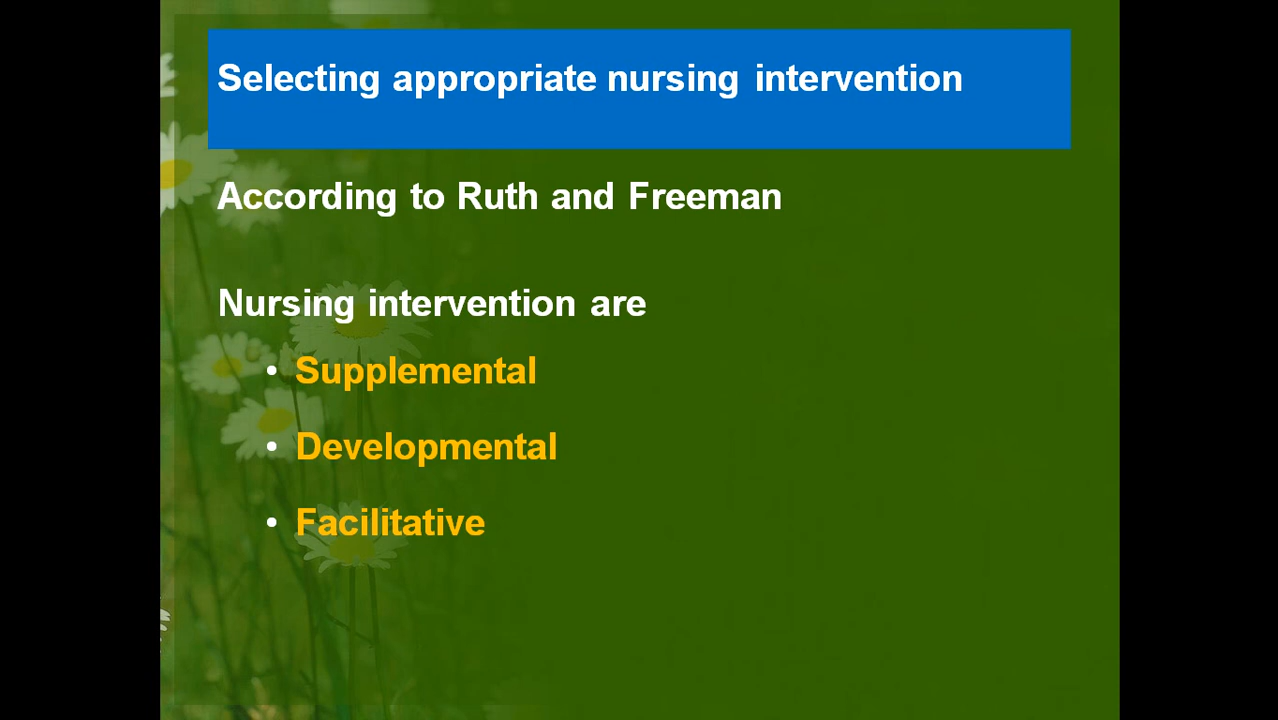 Selecting appropriate nursing intervention
According to Ruth and Freeman
Nursing intervention are
• Supplemental
• Developmental
• Facilitative